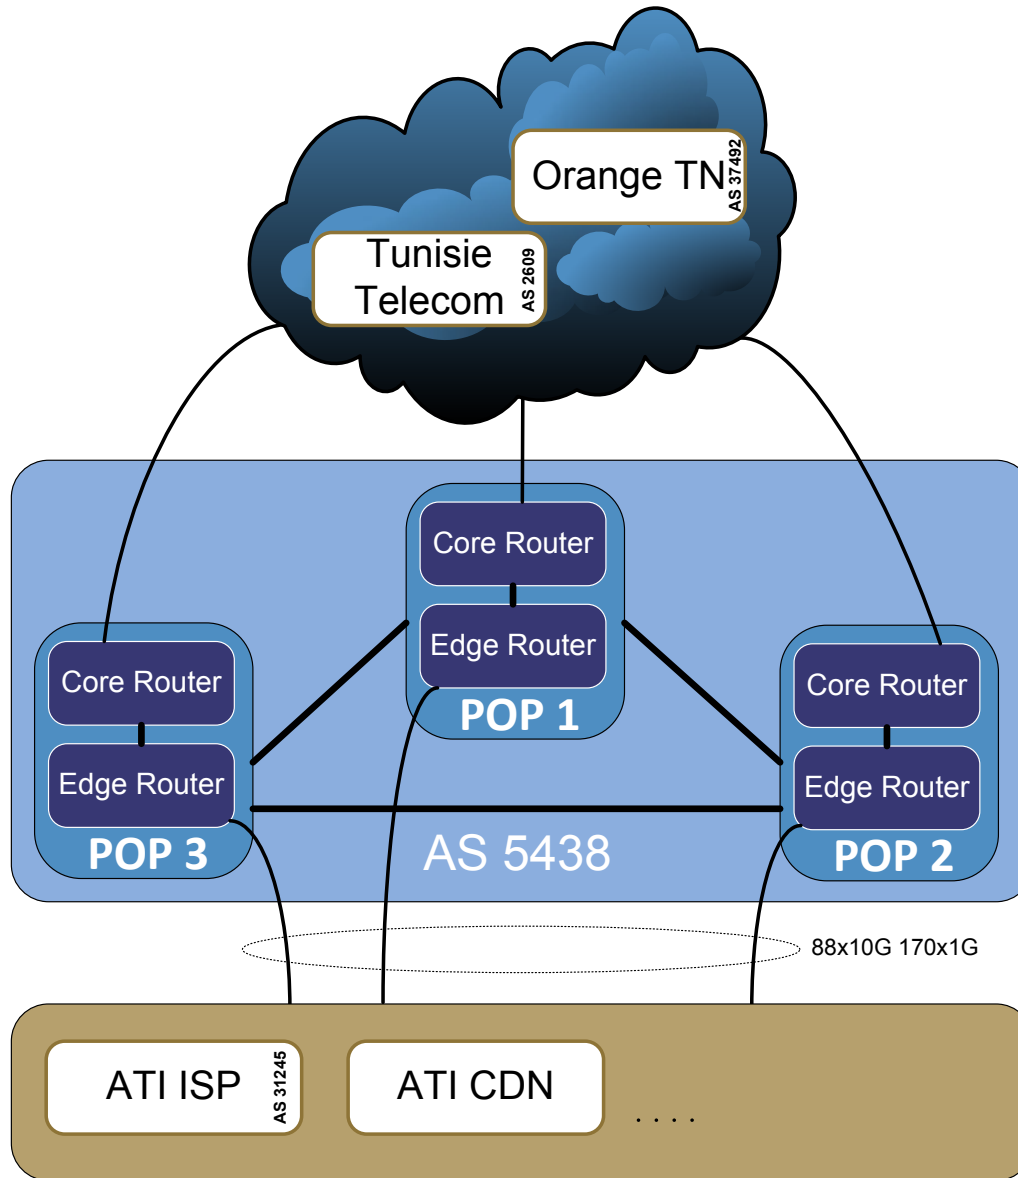 Orange TN
AS 37492
Tunisie
Telecom
AS 2609
Core Router
Edge Router
POP 1
Core Router
Edge Router
POP 3
Core Router
Edge Router
POP 2
AS 5438
88x10G 170x1G
ATI ISP
AS 31245
ATI CDN
. . . .